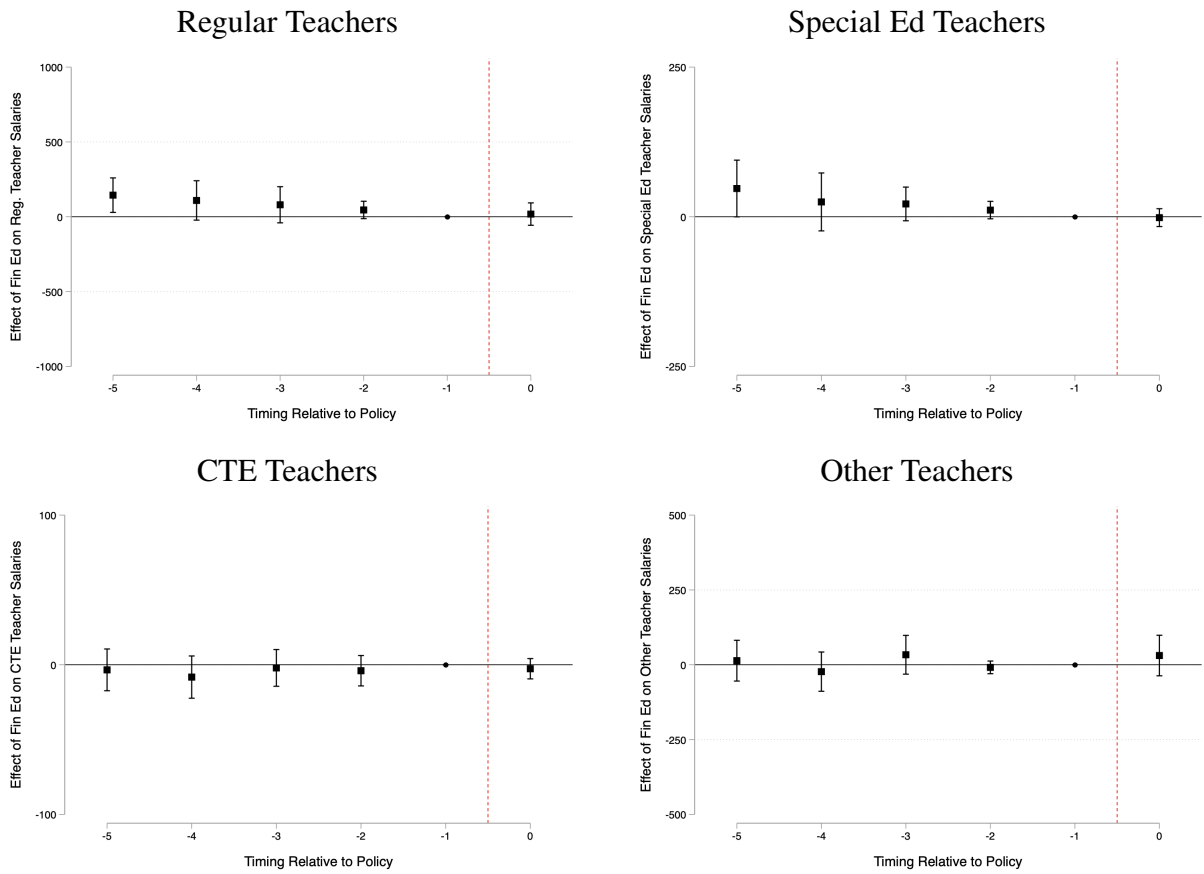 Regular Teachers
Effect of Fin Ed on Reg. Teacher Salaries
1000
500
0
-500
-1000
-5 -4 -3 -2 -1 0
Timing Relative to Policy
Special Ed Teachers
Effect of Fin Ed on Special Ed Teacher Salaries
250
0
-250
-5 -4 -3 -2 -1 0
Timing Relative to Policy
CTE Teachers
Effect of Fin Ed on CTE Teacher Salaries
100
0
-100
-5 -4 -3 -2 -1 0
Timing Relative to Policy
Other Teachers
Effect of Fin Ed on Other Teacher Salaries
500
250
0
-250
-500
-5 -4 -3 -2 -1 0
Timing Relative to Policy